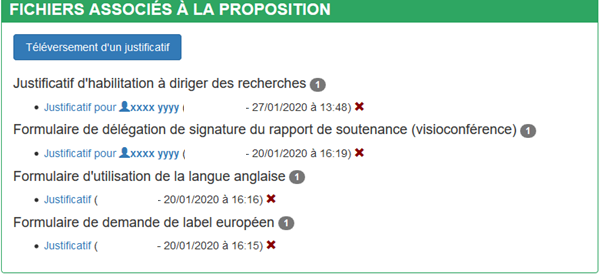 FICHIERS ASSOCIÉS À LA PROPOSITION
Téléversement d'un justificatif
Justificatif d'habilitation à diriger des recherches 1
• Justificatif pour xxxx yyyy ( - 27/01/2020 à 13:48) ✖
Formulaire de délégation de signature du rapport de soutenance (visioconférence) 1
• Justificatif pour xxxx yyyy ( - 20/01/2020 à 16:19) ✖
Formulaire d'utilisation de la langue anglaise 1
• Justificatif ( - 20/01/2020 à 16:16) ✖
Formulaire de demande de label européen 1
• Justificatif ( - 20/01/2020 à 16:15) ✖